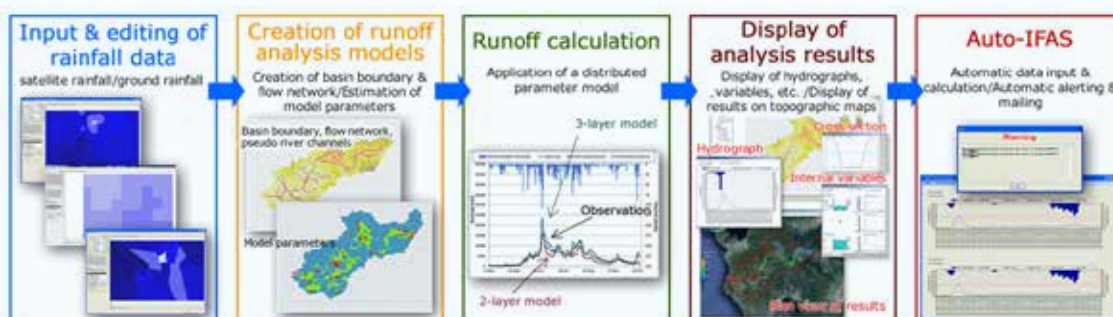 Input & editing of
rainfall data
satellite rainfall/ground rainfall
Creation of runoff
analysis models
Creation of basin boundary &
flow network/Estimation of
model parameters
Basin boundary, flow network,
pseudo river channels
Model parameters
Runoff calculation
Application of a distributed
parameter model
3-layer model
Observation
2-layer model
Display of
analysis results
Display of hydrographs,
variables, etc. /Display of
results on topographic maps
Cross section
Hydrograph
Internal variables
Plan view of results
Auto-IFAS
Automatic data input &
calculation/Automatic alerting &
mailing
Warning